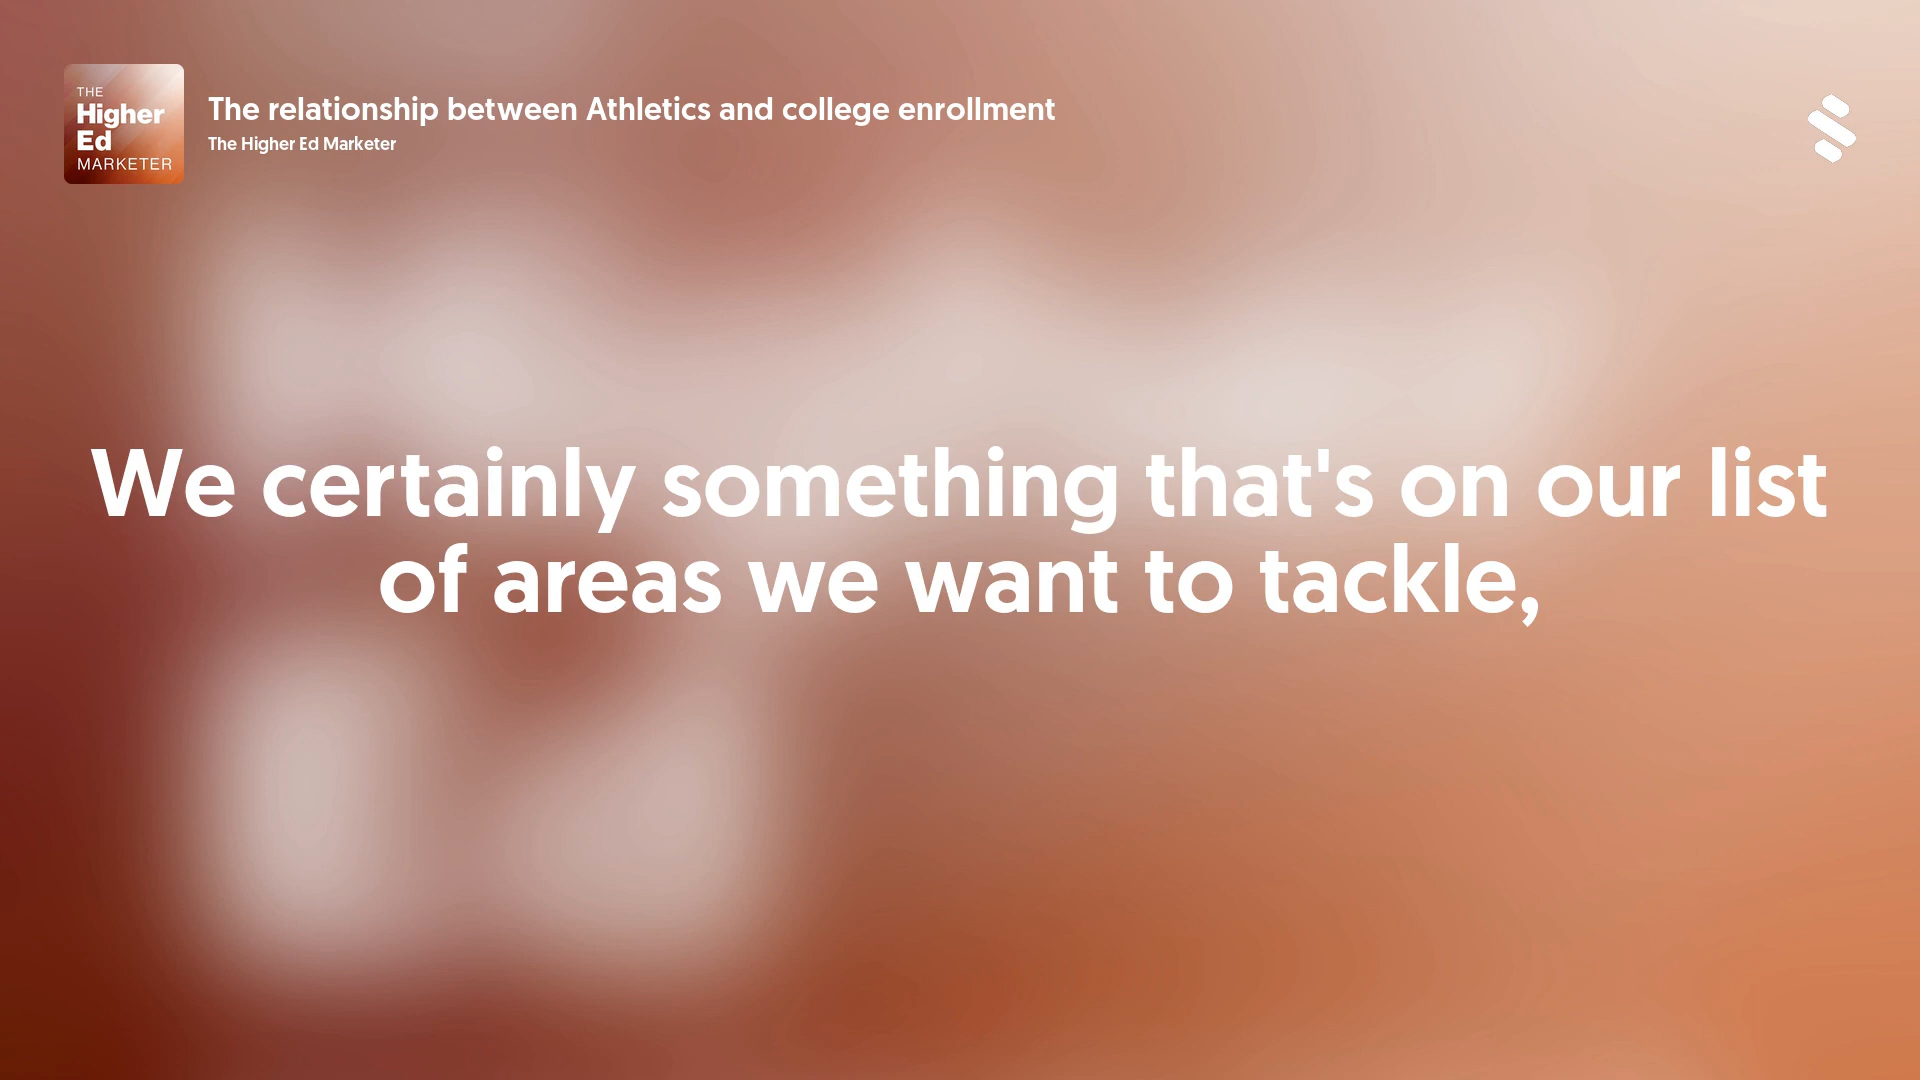 THE
Higher
Ed
MARKETER
The relationship between Athletics and college enrollment
The Higher Ed Marketer
We certainly something that's on our list
of areas we want to tackle,